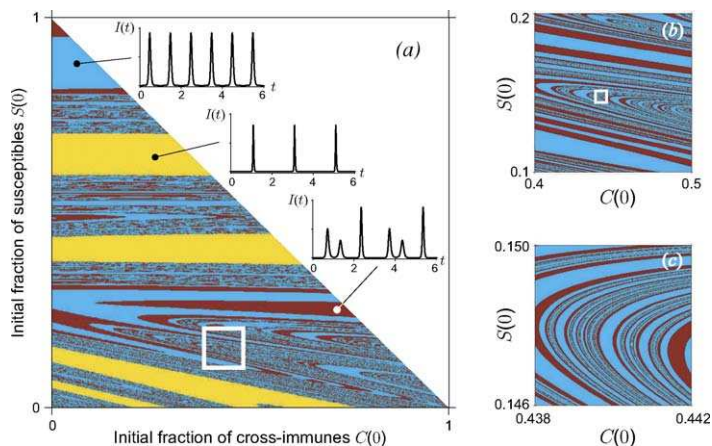 1
(a)
I(t)
0 2 4 6 t
I(t)
0 2 4 6 t
I(t)
0 2 4 6 t
Initial fraction of susceptibles S(0)
0
0 1
Initial fraction of cross-immunes C(0)
0.2
(b)
S(0)
0.1
0.4 0.5
C(0)
0.150
(c)
S(0)
0.146
0.438 0.442
C(0)